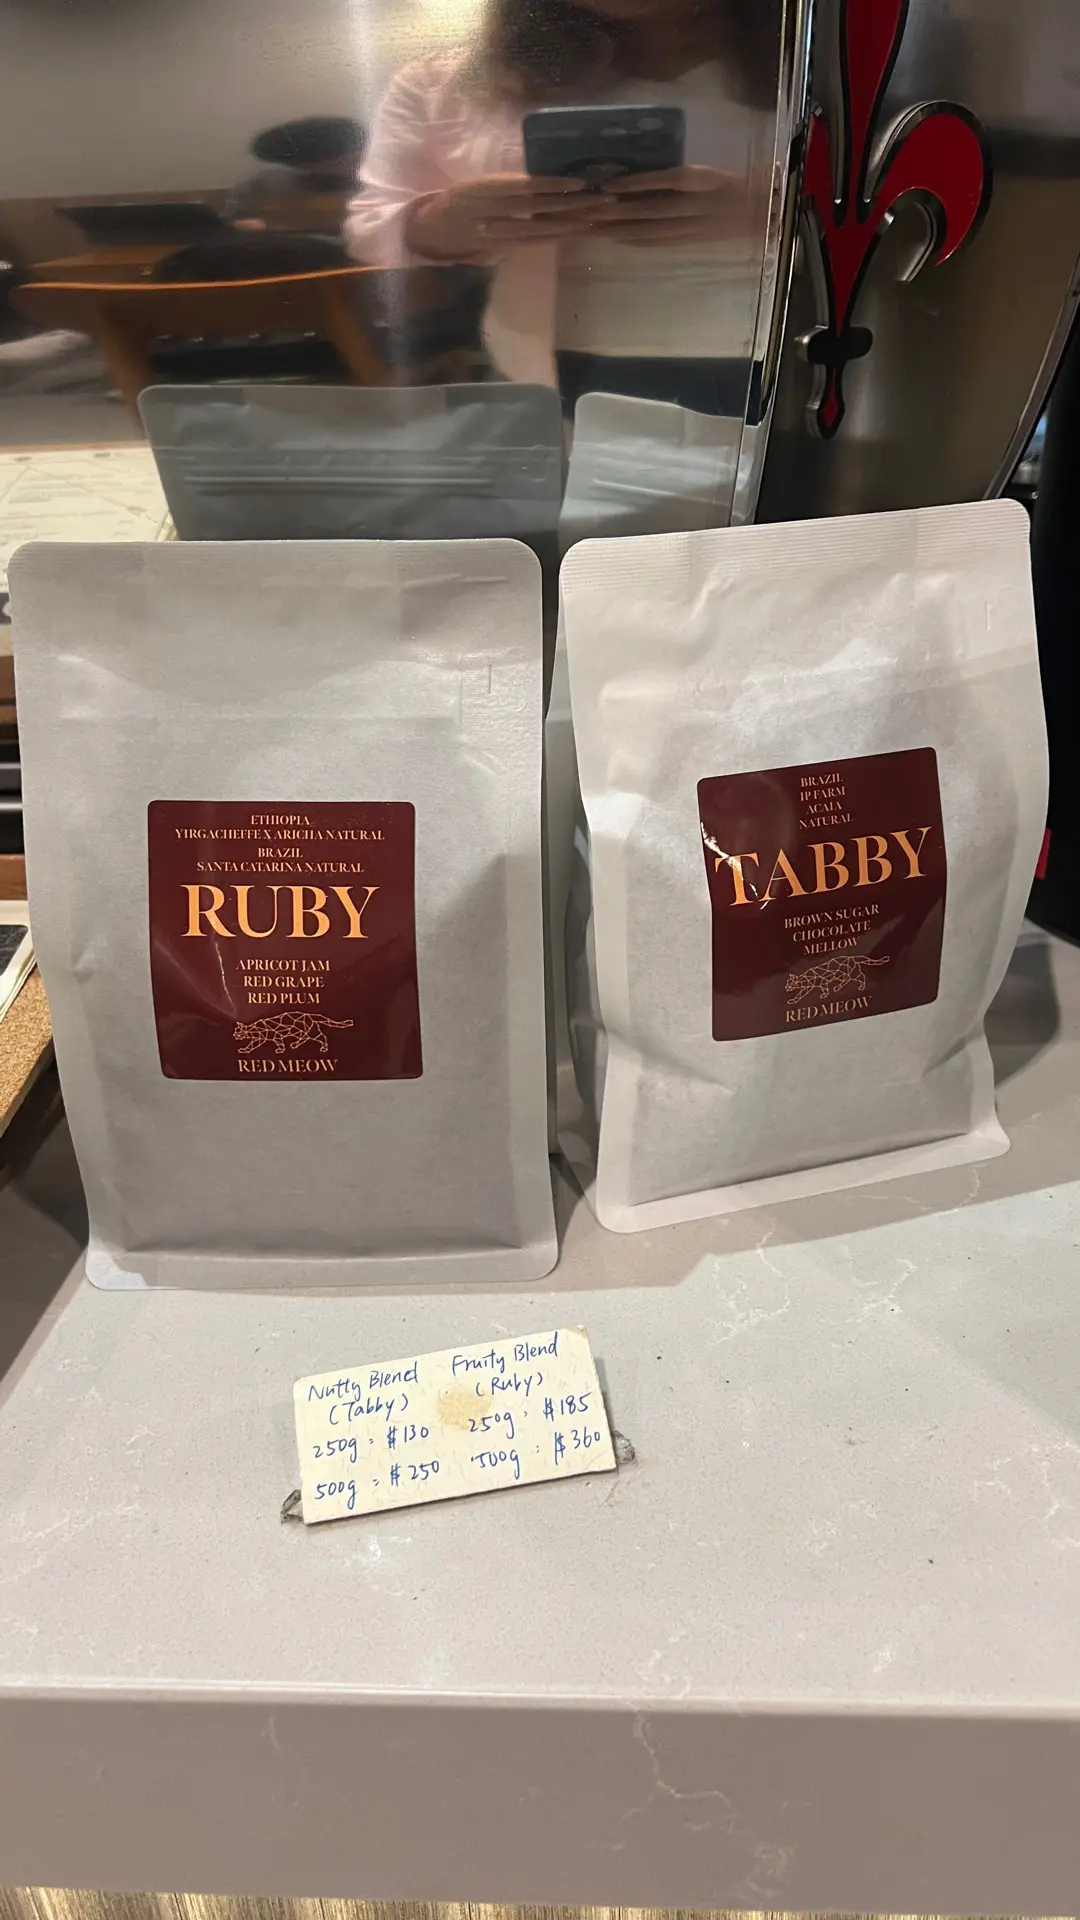 ETHIOPIA
YIRGACHEFFE X ARICHA NATURAL
BRAZIL
SANTA CATARINA NATURAL
RUBY
APRICOT JAM
RED GRAPE
RED PLUM
RED MEOW
BRAZIL
IP FARM
ACAIA
NATURAL
TABBY
BROWN SUGAR
CHOCOLATE
MELLOW
RED MEOW
Nutty Blend
(Tabby)
250g : $130
500g : $250
Fruity Blend
(Ruby)
250g : $185
500g : $360